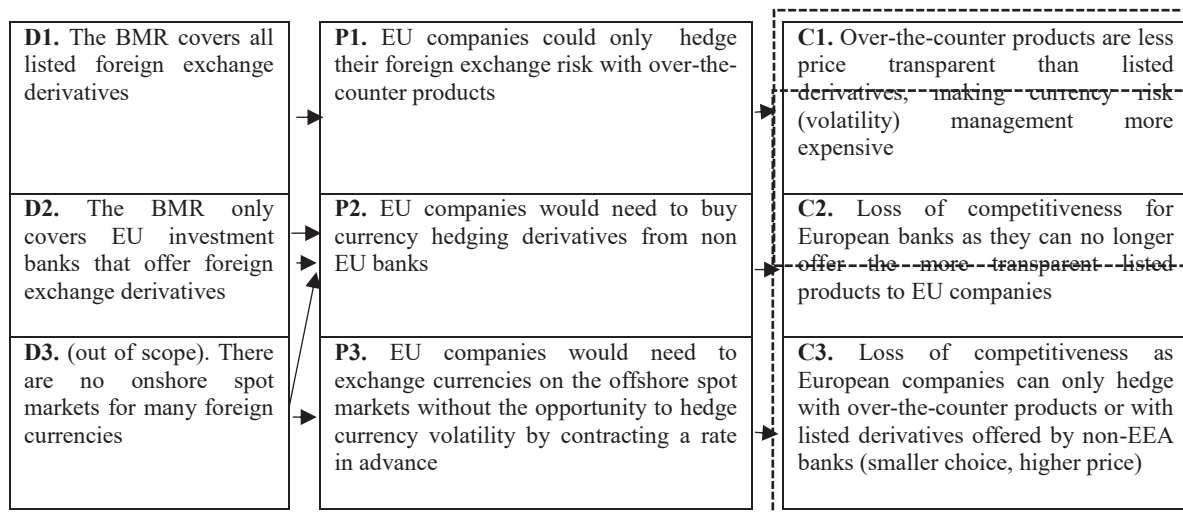 D1. The BMR covers all
listed foreign exchange
derivatives
P1. EU companies could only hedge
their foreign exchange risk with over-the-
counter products
C1. Over-the-counter products are less
price transparent than listed
derivatives, making currency risk
(volatility) management more
expensive
D2. The BMR only
covers EU investment
banks that offer foreign
exchange derivatives
P2. EU companies would need to buy
currency hedging derivatives from non
EU banks
C2. Loss of competitiveness for
European banks as they can no longer
offer the more transparent listed
products to EU companies
D3. (out of scope). There
are no onshore spot
markets for many foreign
currencies
P3. EU companies would need to
exchange currencies on the offshore spot
markets without the opportunity to hedge
currency volatility by contracting a rate
in advance
C3. Loss of competitiveness as
European companies can only hedge
with over-the-counter products or with
listed derivatives offered by non-EEA
banks (smaller choice, higher price)